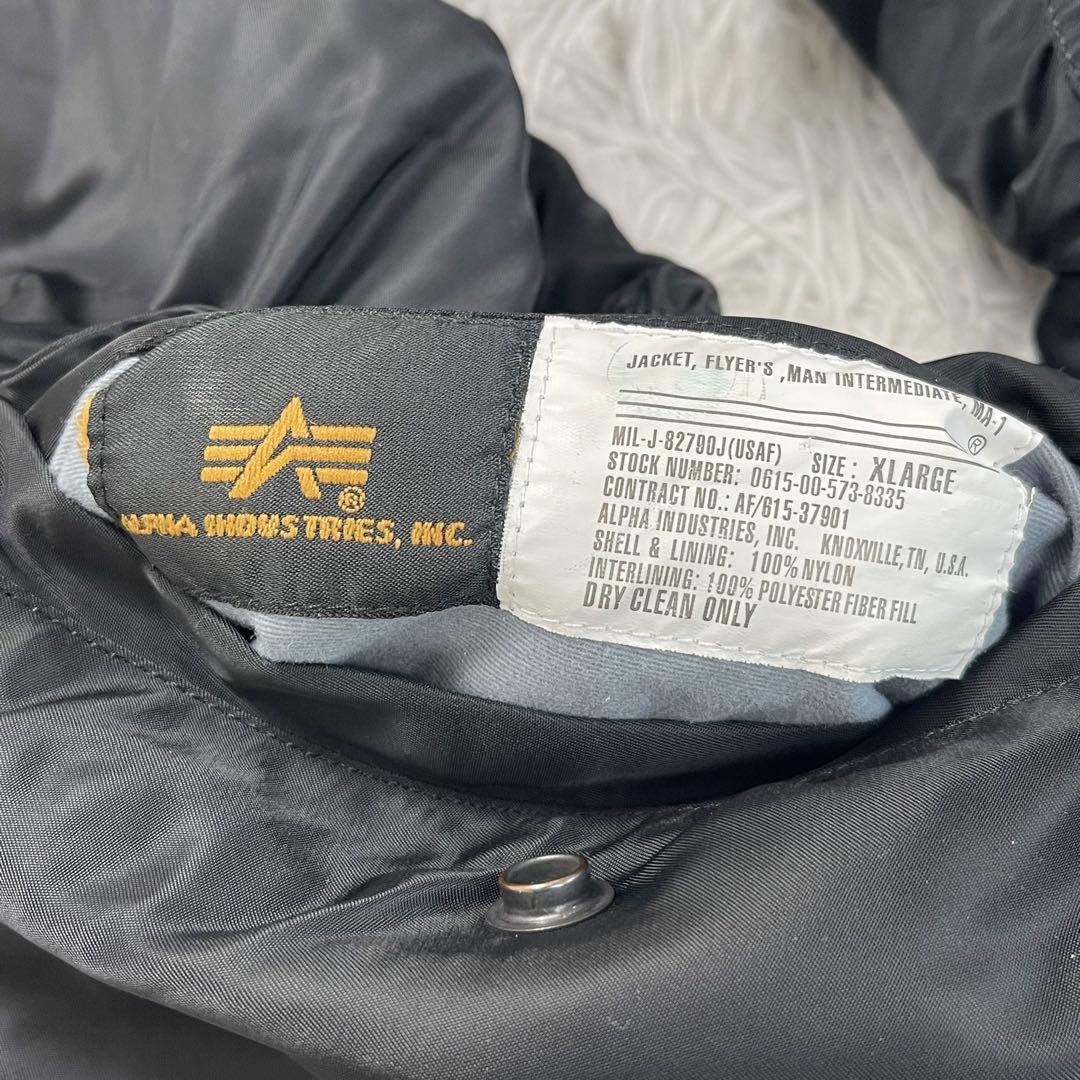 ALPHA INDUSTRIES, INC.
®
JACKET, FLYER'S ,MAN INTERMEDIATE, MA-1
®
MIL-J-82790J(USAF) SIZE : XLARGE
STOCK NUMBER: 0615-00-573-8335
CONTRACT NO.: AF/615-37901
ALPHA INDUSTRIES, INC. KNOXVILLE, TN, U.S.A.
SHELL & LINING: 100% NYLON
INTERLINING: 100% POLYESTER FIBER FILL
DRY CLEAN ONLY